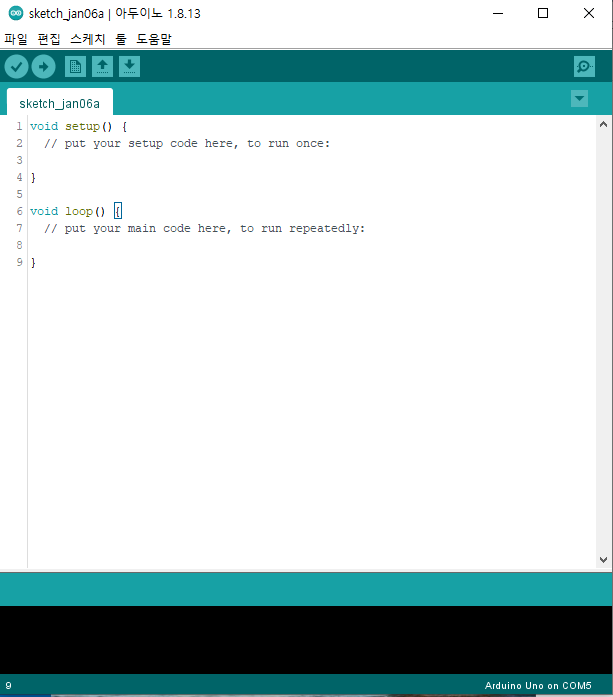 sketch_jan06a | 아두이노 1.8.13
파일 편집 스케치 툴 도움말
sketch_jan06a
1 void setup() {
2   // put your setup code here, to run once:
3
4 }
5
6 void loop() {
7   // put your main code here, to run repeatedly:
8
9 }
9 Arduino Uno on COM5